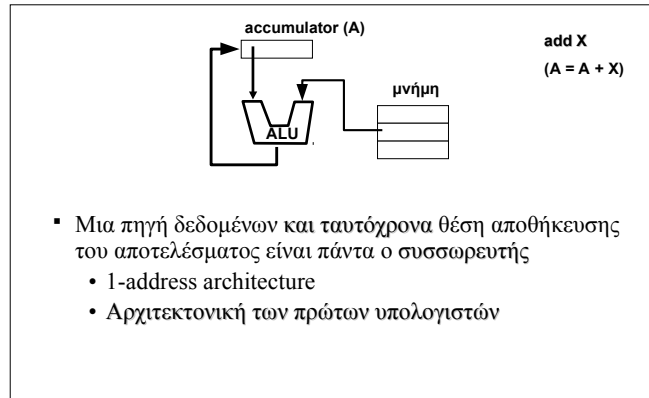 accumulator (A)
add X
(A = A + X)
μνήμη
ALU
▪ Μια πηγή δεδομένων και ταυτόχρονα θέση αποθήκευσης
του αποτελέσματος είναι πάντα ο συσσωρευτής
• 1-address architecture
• Αρχιτεκτονική των πρώτων υπολογιστών